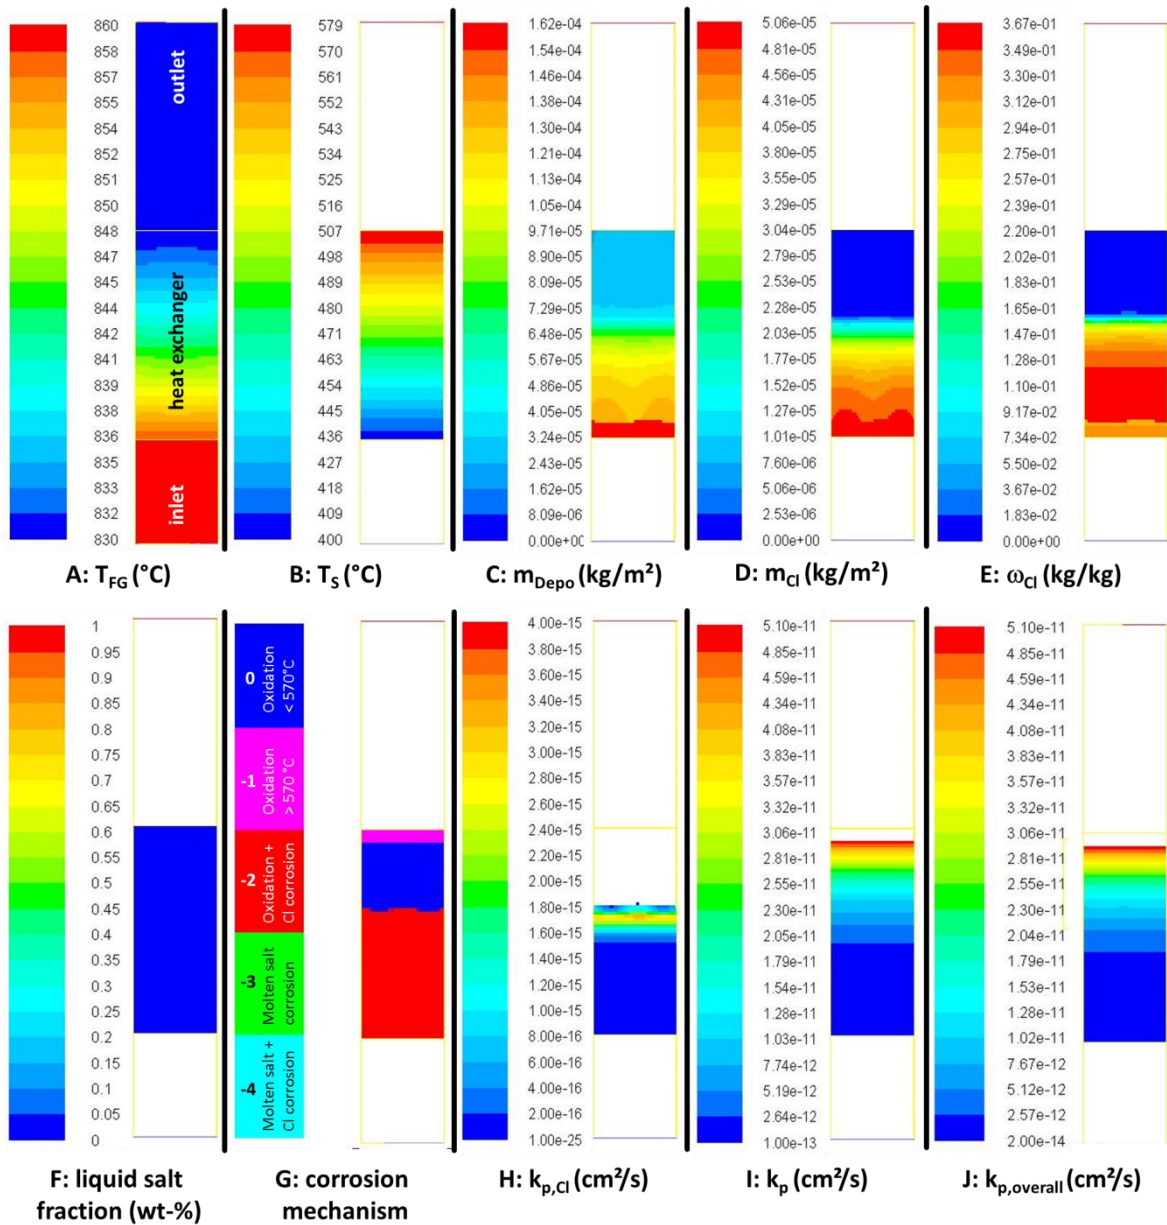 860
858
857
855
854
852
851
850
848
847
845
844
842
841
839
838
836
835
833
832
830
outlet
heat exchanger
inlet
A: T_FG (°C)
579
570
561
552
543
534
525
516
507
498
489
480
471
463
454
445
436
427
418
409
400
B: T_S (°C)
1.62e-04
1.54e-04
1.46e-04
1.38e-04
1.30e-04
1.21e-04
1.13e-04
1.05e-04
9.71e-05
8.90e-05
8.09e-05
7.29e-05
6.48e-05
5.67e-05
4.86e-05
4.05e-05
3.24e-05
2.43e-05
1.62e-05
8.09e-06
0.00e+00
C: m_Depo (kg/m²)
5.06e-05
4.81e-05
4.56e-05
4.31e-05
4.05e-05
3.80e-05
3.55e-05
3.29e-05
3.04e-05
2.79e-05
2.53e-05
2.28e-05
2.03e-05
1.77e-05
1.52e-05
1.27e-05
1.01e-05
7.60e-06
5.06e-06
2.53e-06
0.00e+00
D: m_Cl (kg/m²)
3.67e-01
3.49e-01
3.30e-01
3.12e-01
2.94e-01
2.75e-01
2.57e-01
2.39e-01
2.20e-01
2.02e-01
1.83e-01
1.65e-01
1.47e-01
1.28e-01
1.10e-01
9.17e-02
7.34e-02
5.50e-02
3.67e-02
1.83e-02
0.00e+00
E: ω_Cl (kg/kg)
1
0.95
0.9
0.85
0.8
0.75
0.7
0.65
0.6
0.55
0.5
0.45
0.4
0.35
0.3
0.25
0.2
0.15
0.1
0.05
0
F: liquid salt
fraction (wt-%)
0
Oxidation
< 570°C
-1
Oxidation
> 570 °C
-2
Oxidation +
Cl corrosion
-3
Molten salt
corrosion
-4
Molten salt +
Cl corrosion
G: corrosion
mechanism
4.00e-15
3.80e-15
3.60e-15
3.40e-15
3.20e-15
3.00e-15
2.80e-15
2.60e-15
2.40e-15
2.20e-15
2.00e-15
1.80e-15
1.60e-15
1.40e-15
1.20e-15
1.00e-15
8.00e-16
6.00e-16
4.00e-16
2.00e-16
1.00e-25
H: k_p,Cl (cm²/s)
5.10e-11
4.85e-11
4.59e-11
4.34e-11
4.08e-11
3.83e-11
3.57e-11
3.32e-11
3.06e-11
2.81e-11
2.55e-11
2.30e-11
2.05e-11
1.79e-11
1.54e-11
1.28e-11
1.03e-11
7.74e-12
5.19e-12
2.64e-12
1.00e-13
I: k_p (cm²/s)
5.10e-11
4.85e-11
4.59e-11
4.34e-11
4.08e-11
3.83e-11
3.57e-11
3.32e-11
3.06e-11
2.81e-11
2.55e-11
2.30e-11
2.04e-11
1.79e-11
1.53e-11
1.28e-11
1.02e-11
7.67e-12
5.12e-12
2.57e-12
2.00e-14
J: k_p,overall (cm²/s)